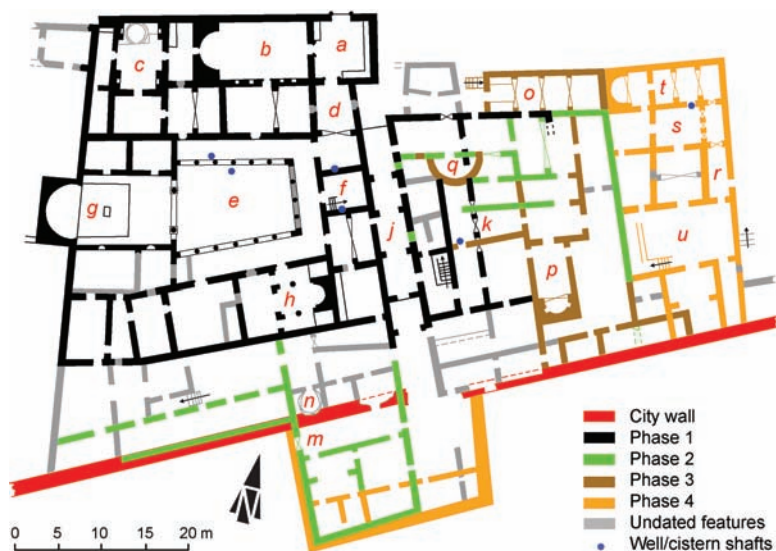 a
b
c
t
o
d
s
q
f
r
e
g
j
k
u
p
h
n
m
City wall
Phase 1
Phase 2
Phase 3
Phase 4
Undated features
Well/cistern shafts
0 5 10 15 20 m